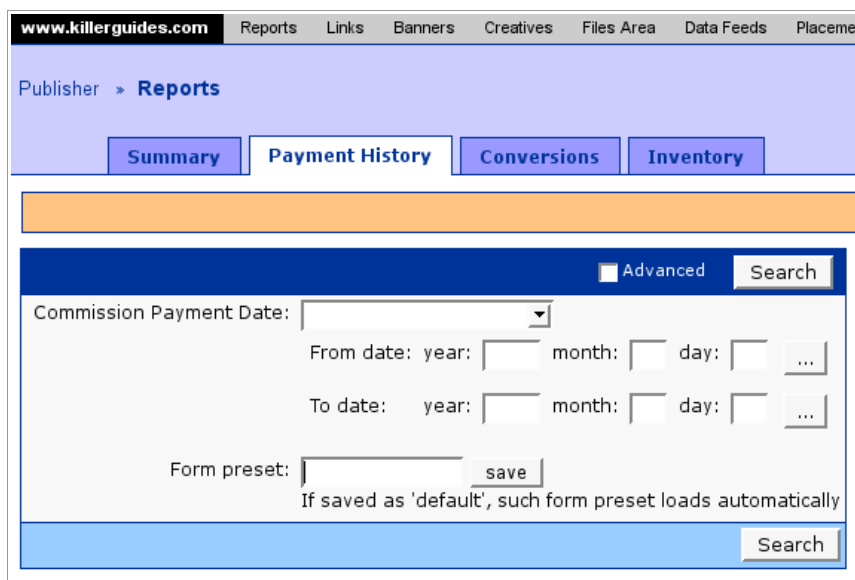 www.killerguides.com Reports Links Banners Creatives Files Area Data Feeds Placeme
Publisher » Reports
Summary Payment History Conversions Inventory
Advanced Search
Commission Payment Date:
From date: year: month: day: ...
To date: year: month: day: ...
Form preset: save
If saved as 'default', such form preset loads automatically
Search